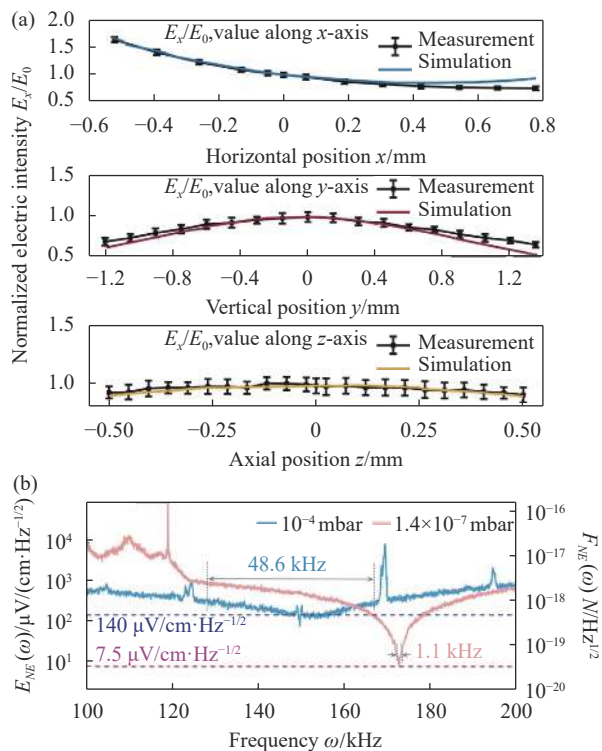 (a)
Normalized electric intensity Eₓ/E₀
2.0
1.5
1.0
0.5
Eₓ/E₀,value along x-axis
Measurement
Simulation
−0.6 −0.4 −0.2 0 0.2 0.4 0.6 0.8
Horizontal position x/mm
1.5
1.0
0.5
Eₓ/E₀,value along y-axis
Measurement
Simulation
−1.2 −0.8 −0.4 0 0.4 0.8 1.2
Vertical position y/mm
1.5
1.0
Eₓ/E₀,value along z-axis
Measurement
Simulation
−0.50 −0.25 0 0.25 0.50
Axial position z/mm
(b)
E_NE(ω)/μV/(cm·Hz⁻¹/²)
10⁴
10³
10²
10¹
10⁻⁴ mbar 1.4×10⁻⁷ mbar
48.6 kHz
140 μV/cm·Hz⁻¹/²
7.5 μV/cm·Hz⁻¹/²
1.1 kHz
10⁻¹⁶
10⁻¹⁷
10⁻¹⁸
10⁻¹⁹
10⁻²⁰
F_NE(ω) N/Hz¹/²
100 120 140 160 180 200
Frequency ω/kHz